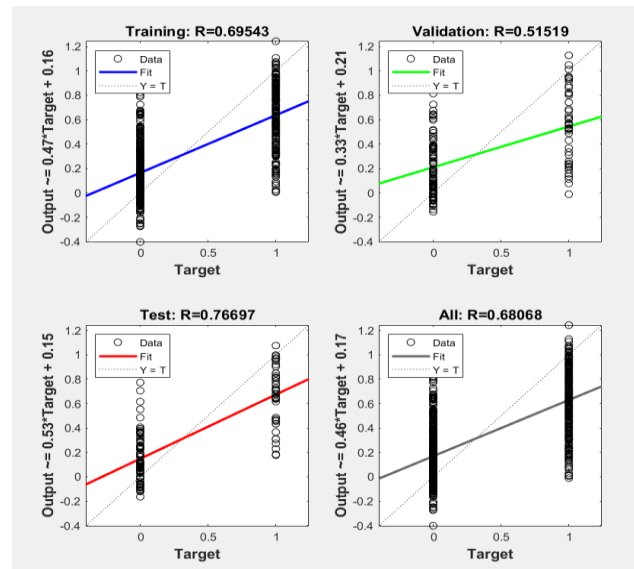 Training: R=0.69543
Output ~= 0.47*Target + 0.16
1.2
1
0.8
0.6
0.4
0.2
0
-0.2
-0.4
Data
Fit
Y = T
0
0.5
1
Target
Validation: R=0.51519
Output ~= 0.33*Target + 0.21
1.2
1
0.8
0.6
0.4
0.2
0
-0.2
-0.4
Data
Fit
Y = T
0
0.5
1
Target
Test: R=0.76697
Output ~= 0.53*Target + 0.15
1.2
1
0.8
0.6
0.4
0.2
0
-0.2
-0.4
Data
Fit
Y = T
0
0.5
1
Target
All: R=0.68068
Output ~= 0.46*Target + 0.17
1.2
1
0.8
0.6
0.4
0.2
0
-0.2
-0.4
Data
Fit
Y = T
0
0.5
1
Target